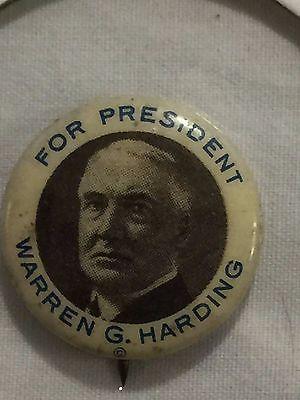 FOR PRESIDENT
WARREN G. HARDING